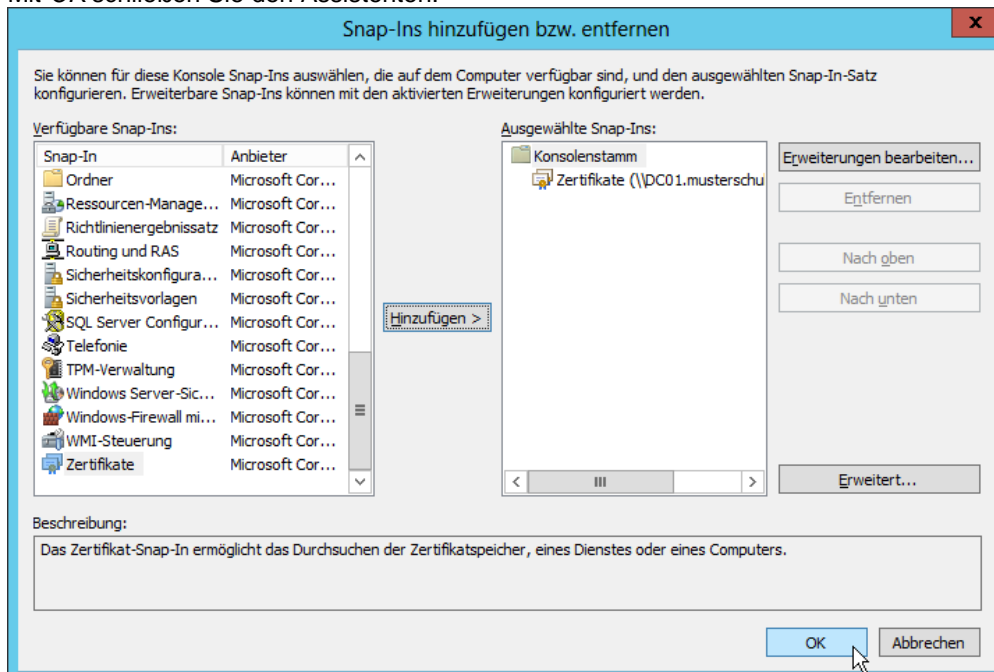 Mit OK schließen Sie den Assistenten.
Snap-Ins hinzufügen bzw. entfernen
x
Sie können für diese Konsole Snap-Ins auswählen, die auf dem Computer verfügbar sind, und den ausgewählten Snap-In-Satz
konfigurieren. Erweiterbare Snap-Ins können mit den aktivierten Erweiterungen konfiguriert werden.
Verfügbare Snap-Ins:
Snap-In Anbieter
Ordner Microsoft Cor...
Ressourcen-Manage... Microsoft Cor...
Richtlinienergebnissatz Microsoft Cor...
Routing und RAS Microsoft Cor...
Sicherheitskonfigura... Microsoft Cor...
Sicherheitsvorlagen Microsoft Cor...
SQL Server Configur... Microsoft Cor...
Telefonie Microsoft Cor...
TPM-Verwaltung Microsoft Cor...
Windows Server-Sic... Microsoft Cor...
Windows-Firewall mi... Microsoft Cor...
WMI-Steuerung Microsoft Cor...
Zertifikate Microsoft Cor...
Hinzufügen >
Ausgewählte Snap-Ins:
Konsolenstamm
Zertifikate (\\DC01.musterschu
Erweiterungen bearbeiten...
Entfernen
Nach oben
Nach unten
Erweitert...
Beschreibung:
Das Zertifikat-Snap-In ermöglicht das Durchsuchen der Zertifikatspeicher, eines Dienstes oder eines Computers.
OK Abbrechen